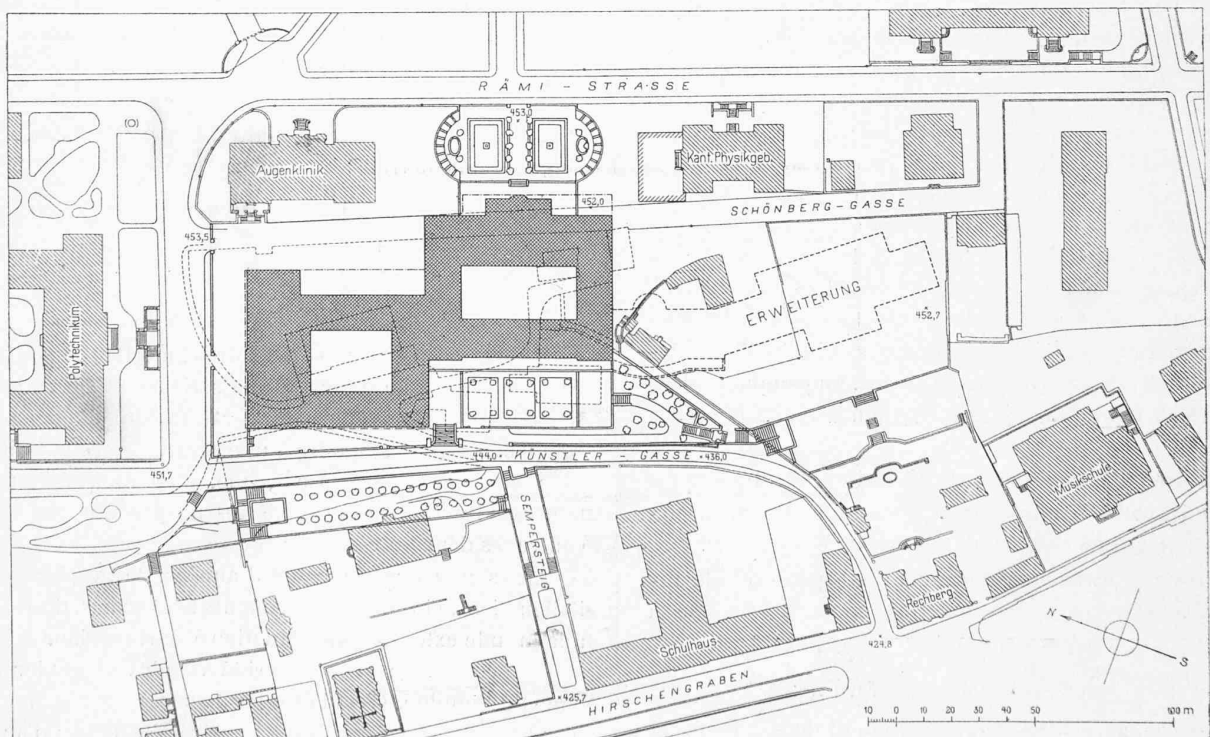 RÄMI - STRASSE
(O)
453,0
Augenklinik
Kant. Physikgeb.
452,0
SCHÖNBERG-GASSE
453,5
ERWEITERUNG
452,7
Polytechnikum
KÜNSTLER - GASSE
444,0
436,0
451,7
Musikschule
SEMPERSTEIG
Rechberg
N
S
Schulhaus
424,8
425,7
HIRSCHENGRABEN
10 0 10 20 30 40 50 100 m